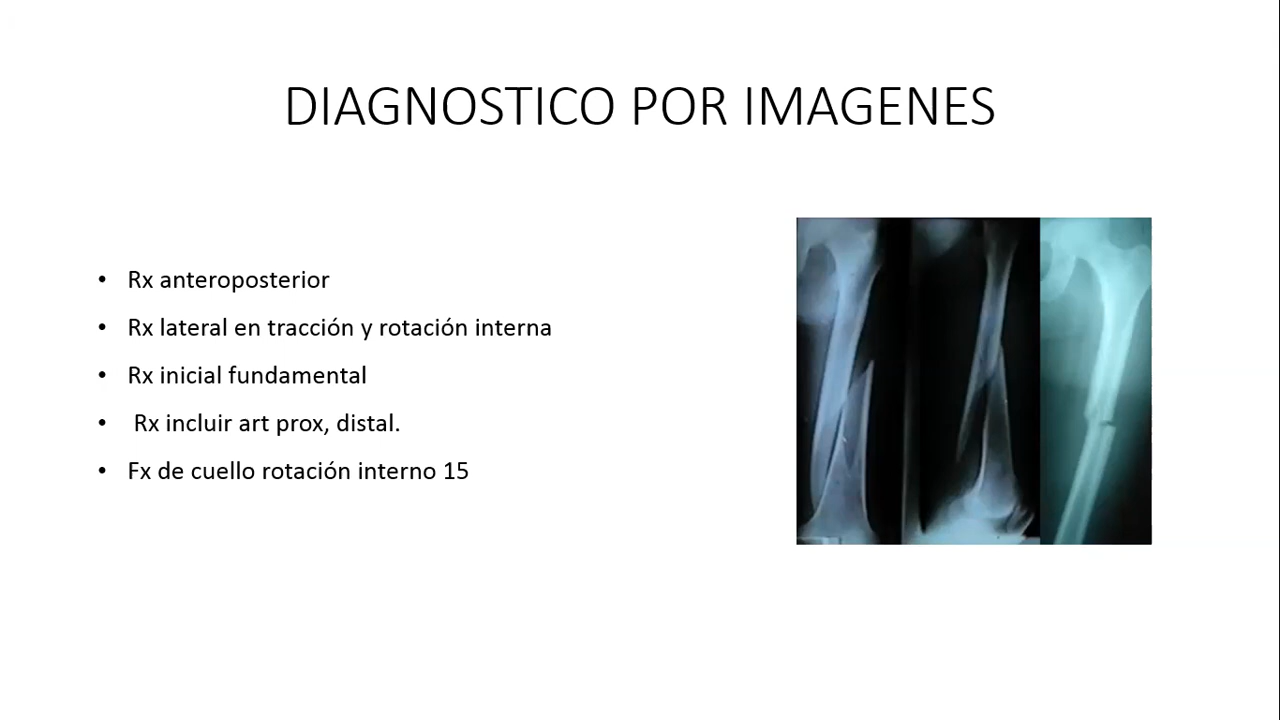 DIAGNOSTICO POR IMAGENES
• Rx anteroposterior
• Rx lateral en tracción y rotación interna
• Rx inicial fundamental
• Rx incluir art prox, distal.
• Fx de cuello rotación interno 15